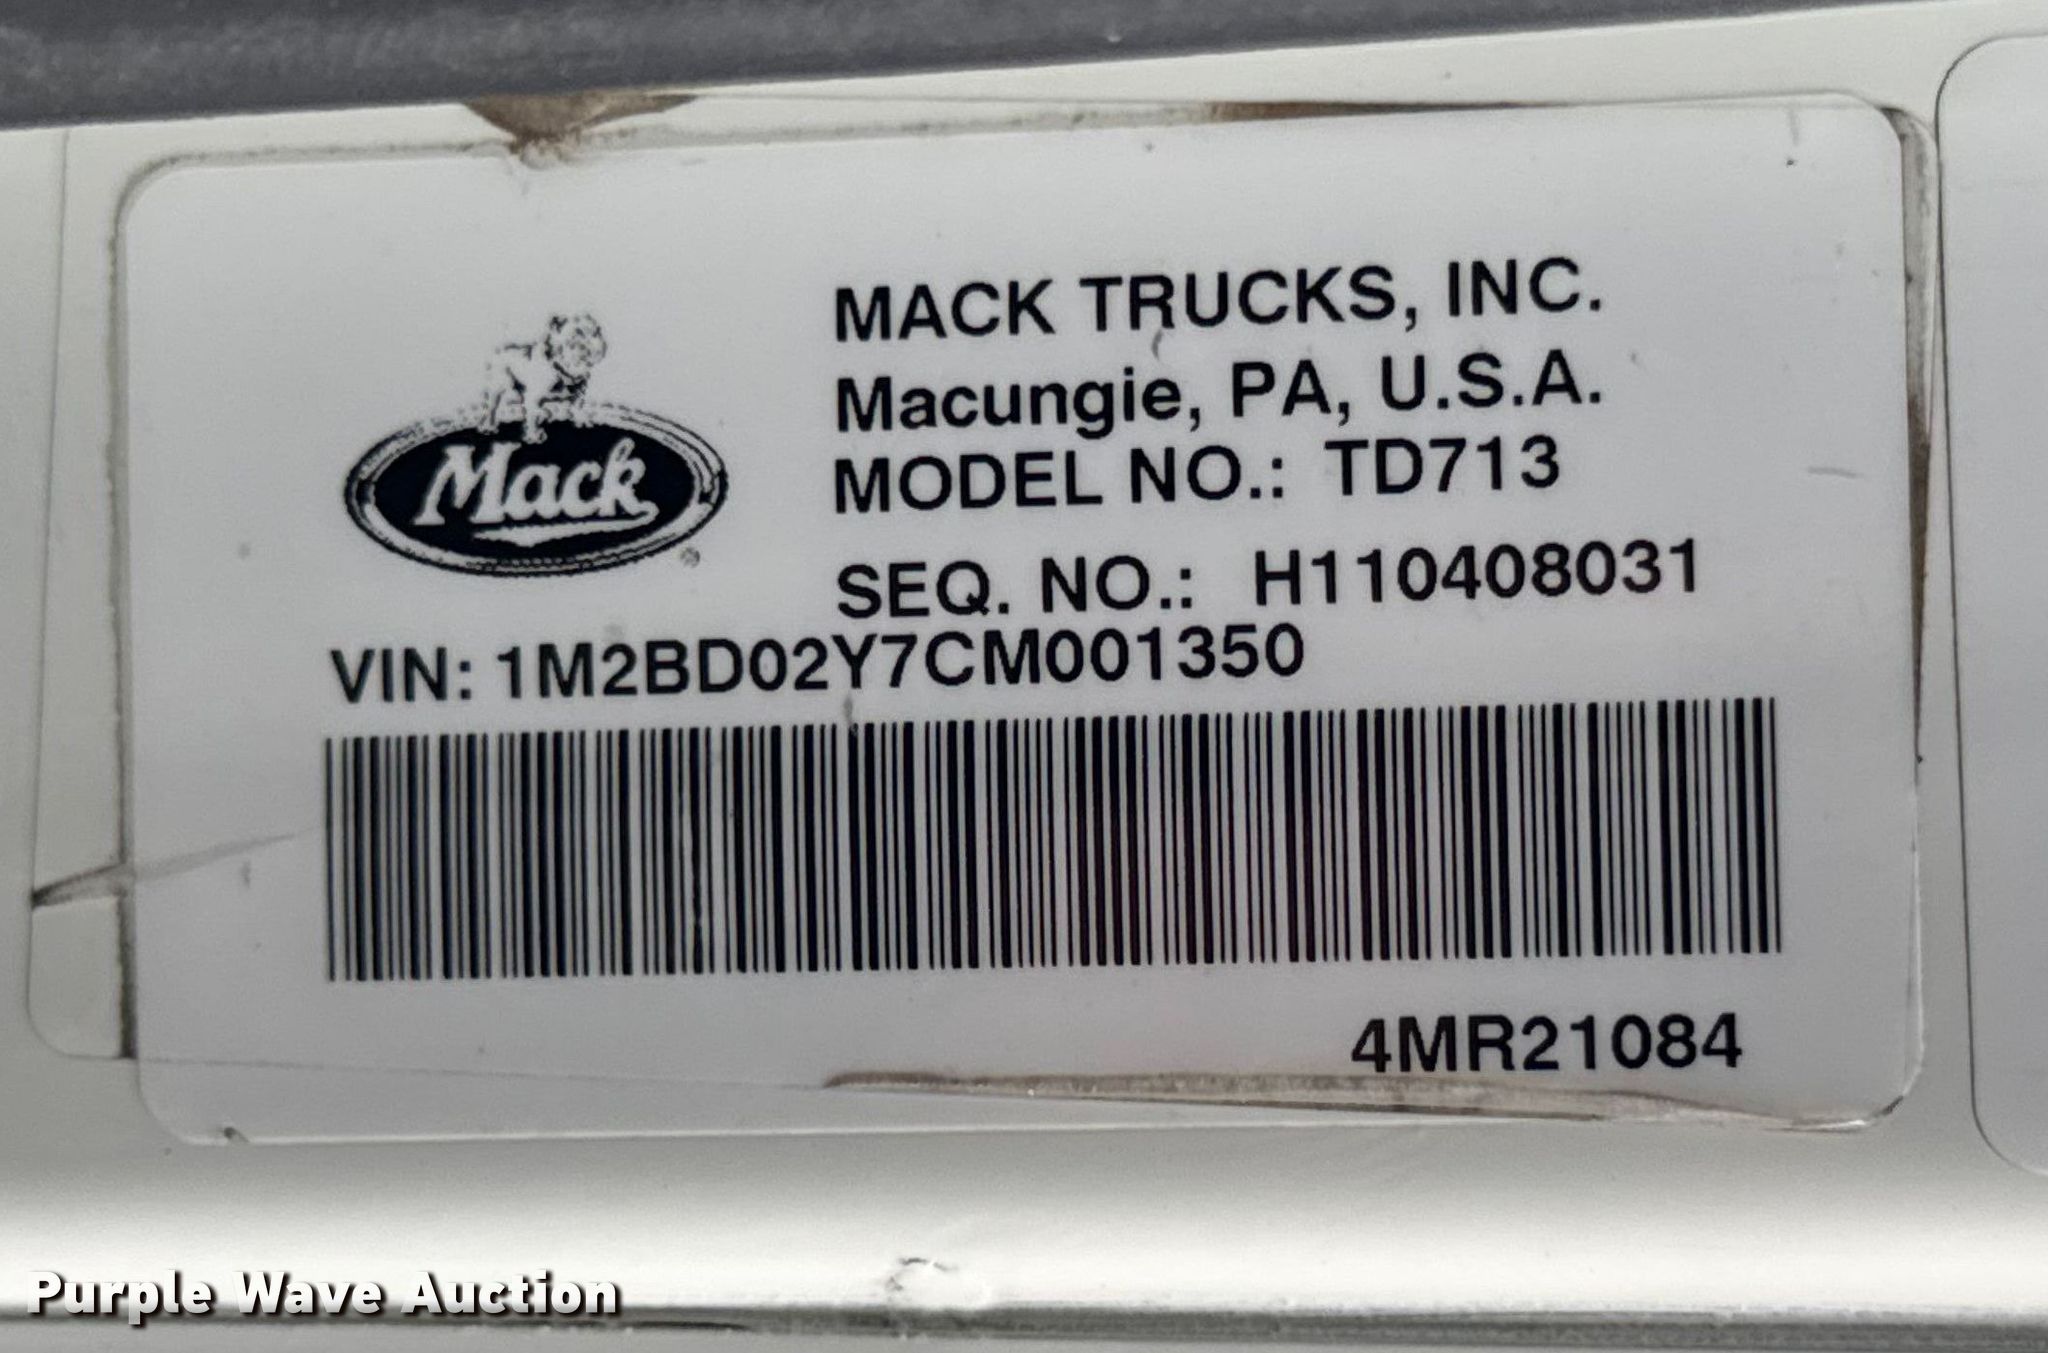 MACK TRUCKS, INC.
Macungie, PA, U.S.A.
MODEL NO.: TD713
SEQ. NO.: H110408031
Mack
®
VIN: 1M2BD02Y7CM001350
4MR21084
Purple Wave Auction